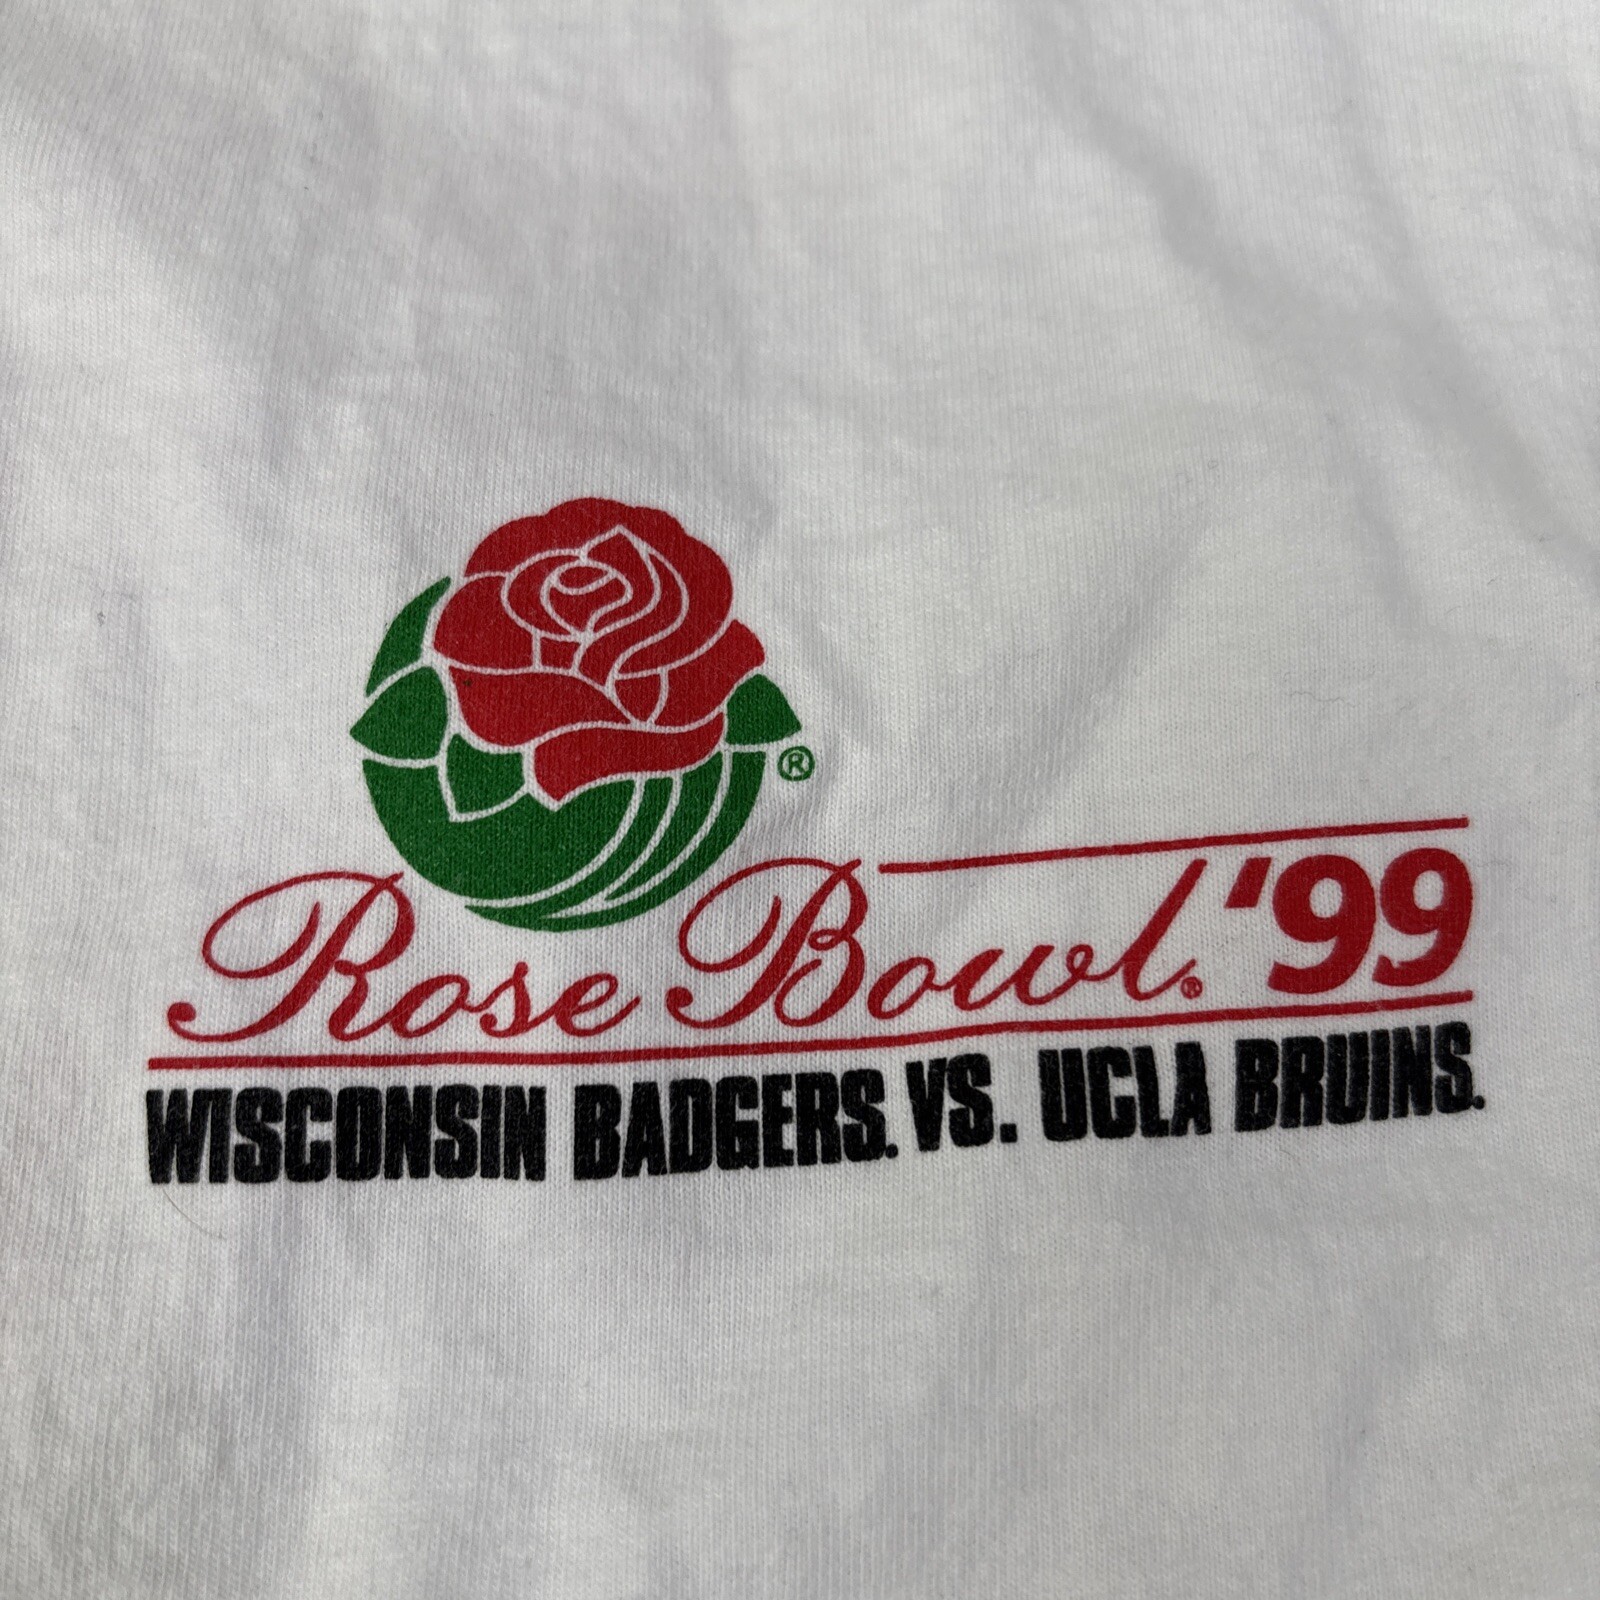 ®
Rose Bowl® '99
WISCONSIN BADGERS. VS. UCLA BRUINS.